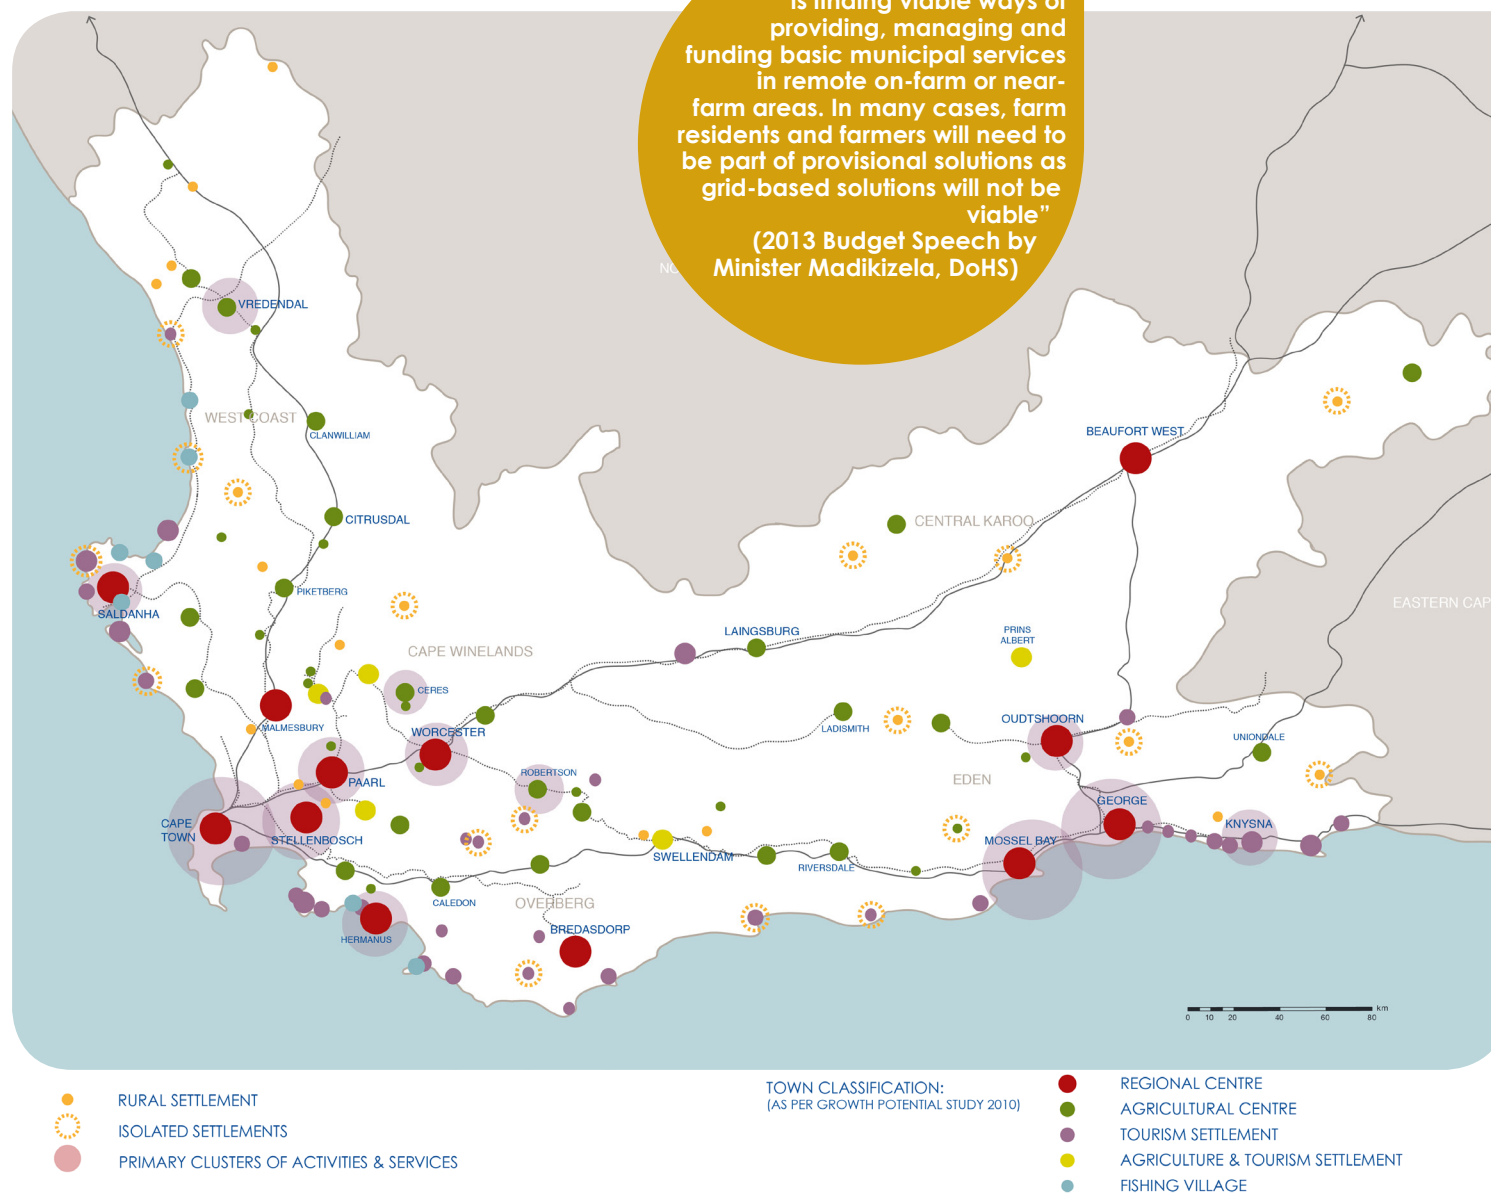 is finding viable ways of
providing, managing and
funding basic municipal services
in remote on-farm or near-
farm areas. In many cases, farm
residents and farmers will need to
be part of provisional solutions as
grid-based solutions will not be
viable”
(2013 Budget Speech by
Minister Madikizela, DoHS)
NO
VREDENDAL
WEST COAST
CLANWILLIAM
BEAUFORT WEST
CITRUSDAL
CENTRAL KAROO
PIKETBERG
EASTERN CAP
SALDANHA
LAINGSBURG
PRINS
ALBERT
CAPE WINELANDS
CERES
OUDTSHOORN
MALMESBURY
WORCESTER
LADISMITH
UNIONDALE
ROBERTSON
PAARL
EDEN
GEORGE
CAPE
TOWN
STELLENBOSCH
MOSSEL BAY
KNYSNA
SWELLENDAM
RIVERSDALE
CALEDON
OVERBERG
HERMANUS
BREDASDORP
km
0 10 20 40 60 80
RURAL SETTLEMENT
ISOLATED SETTLEMENTS
PRIMARY CLUSTERS OF ACTIVITIES & SERVICES
TOWN CLASSIFICATION:
(AS PER GROWTH POTENTIAL STUDY 2010)
REGIONAL CENTRE
AGRICULTURAL CENTRE
TOURISM SETTLEMENT
AGRICULTURE & TOURISM SETTLEMENT
FISHING VILLAGE